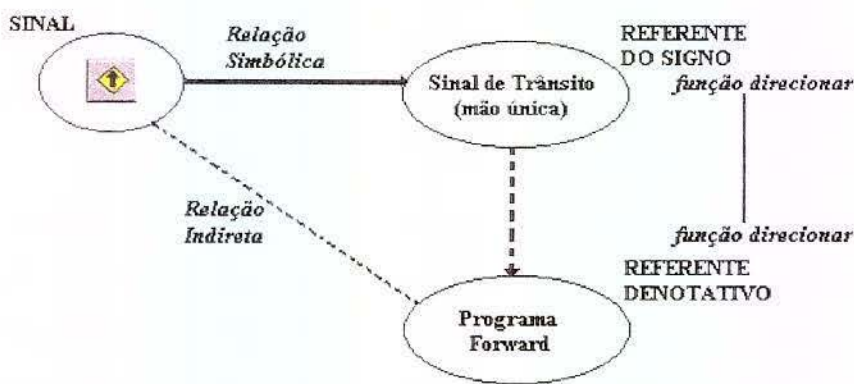 SINAL
Relação
Simbólica
Sinal de Trânsito
(mão única)
REFERENTE
DO SIGNO
função direcionar
Relação
Indireta
função direcionar
REFERENTE
DENOTATIVO
Programa
Forward